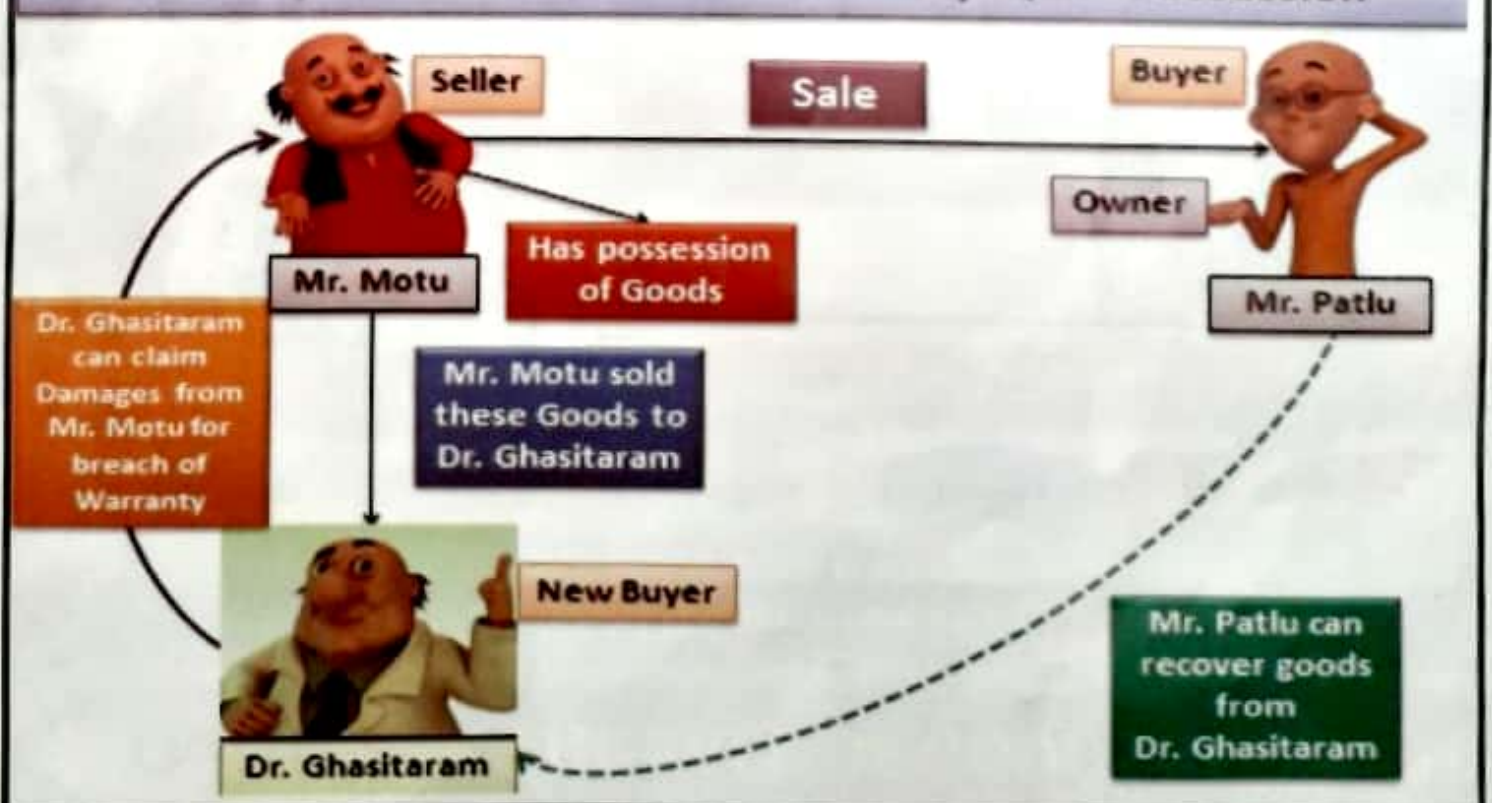 Seller
Sale
Buyer
Owner
Has possession
of Goods
Mr. Motu
Mr. Patlu
Dr. Ghasitaram
can claim
Damages from
Mr. Motu for
breach of
Warranty
Mr. Motu sold
these Goods to
Dr. Ghasitaram
New Buyer
Mr. Patlu can
recover goods
from
Dr. Ghasitaram
Dr. Ghasitaram